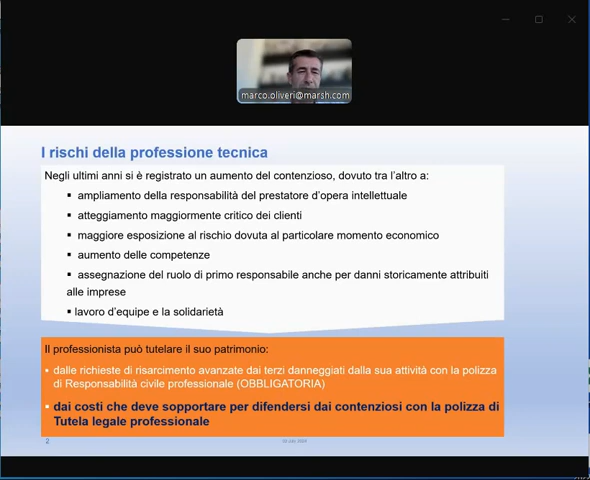 marco.oliveri@marsh.com
I rischi della professione tecnica
Negli ultimi anni si è registrato un aumento del contenzioso, dovuto tra l'altro a:
▪ ampliamento della responsabilità del prestatore d'opera intellettuale
▪ atteggiamento maggiormente critico dei clienti
▪ maggiore esposizione al rischio dovuta al particolare momento economico
▪ aumento delle competenze
▪ assegnazione del ruolo di primo responsabile anche per danni storicamente attribuiti
alle imprese
▪ lavoro d'equipe e la solidarietà
Il professionista può tutelare il suo patrimonio:
▪ dalle richieste di risarcimento avanzate dai terzi danneggiati dalla sua attività con la polizza
di Responsabilità civile professionale (OBBLIGATORIA)
▪ dai costi che deve sopportare per difendersi dai contenziosi con la polizza di
Tutela legale professionale
2